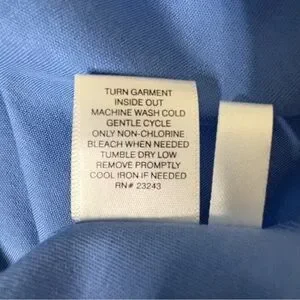 TURN GARMENT
INSIDE OUT
MACHINE WASH COLD
GENTLE CYCLE
ONLY NON-CHLORINE
BLEACH WHEN NEEDED
TUMBLE DRY LOW
REMOVE PROMPTLY
COOL IRON IF NEEDED
RN# 23243